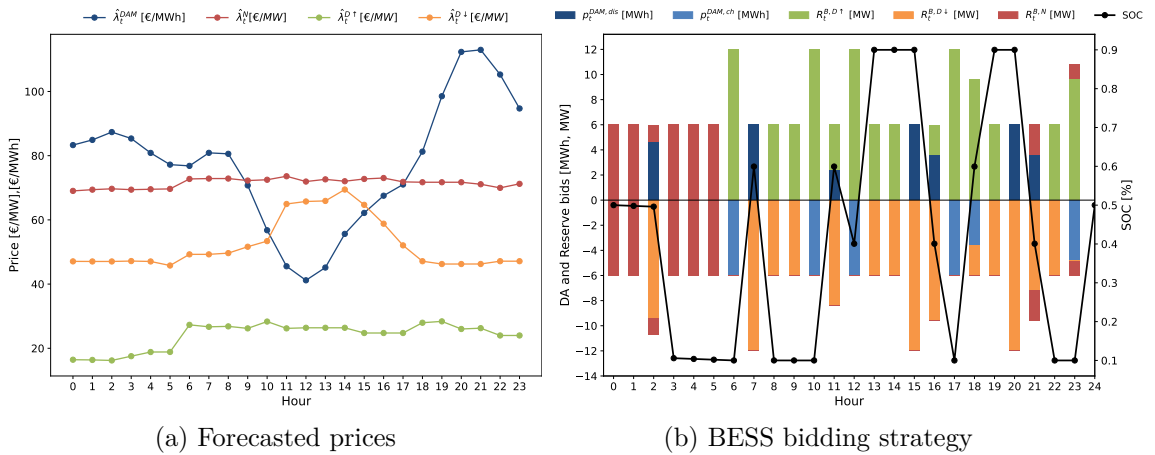 λ̂_t^{DAM} [€/MWh] λ̂_t^{N}[€/MW] λ̂_t^{D↑} [€/MW] λ̂_t^{D↓} [€/MW]
Price [€/MW],[€/MWh]
100
80
60
40
20
0 1 2 3 4 5 6 7 8 9 10 11 12 13 14 15 16 17 18 19 20 21 22 23
Hour
(a) Forecasted prices
p_t^{DAM,dis} [MWh] p_t^{DAM,ch} [MWh] R_t^{B,D↑} [MW] R_t^{B,D↓} [MW] R_t^{B,N} [MW] SOC
DA and Reserve bids [MWh, MW]
12
10
8
6
4
2
0
−2
−4
−6
−8
−10
−12
−14
0 1 2 3 4 5 6 7 8 9 10 11 12 13 14 15 16 17 18 19 20 21 22 23 24
Hour
0.9
0.8
0.7
0.6
0.5
0.4
0.3
0.2
0.1
SOC [%]
(b) BESS bidding strategy